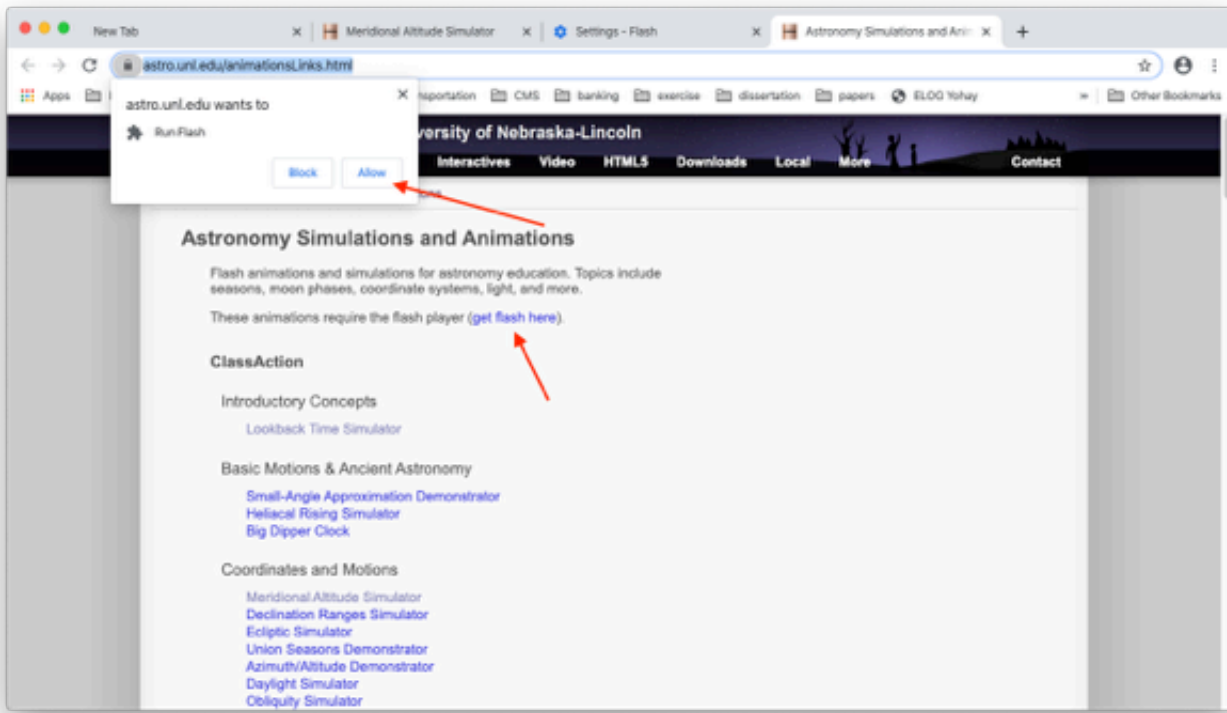 New Tab
Meridional Altitude Simulator
Settings - Flash
Astronomy Simulations and Ani
astro.unl.edu/animationsLinks.html
Apps
nsportation
CMS
banking
exercise
dissertation
papers
ELOG Yohay
Other Bookmarks
astro.unl.edu wants to
Run Flash
Block
Allow
versity of Nebraska-Lincoln
Interactives
Video
HTML5
Downloads
Local
More
Contact
Astronomy Simulations and Animations
Flash animations and simulations for astronomy education. Topics include
seasons, moon phases, coordinate systems, light, and more.
These animations require the flash player (get flash here).
ClassAction
Introductory Concepts
Lookback Time Simulator
Basic Motions & Ancient Astronomy
Small-Angle Approximation Demonstrator
Heliacal Rising Simulator
Big Dipper Clock
Coordinates and Motions
Meridional Altitude Simulator
Declination Ranges Simulator
Ecliptic Simulator
Union Seasons Demonstrator
Azimuth/Altitude Demonstrator
Daylight Simulator
Obliquity Simulator